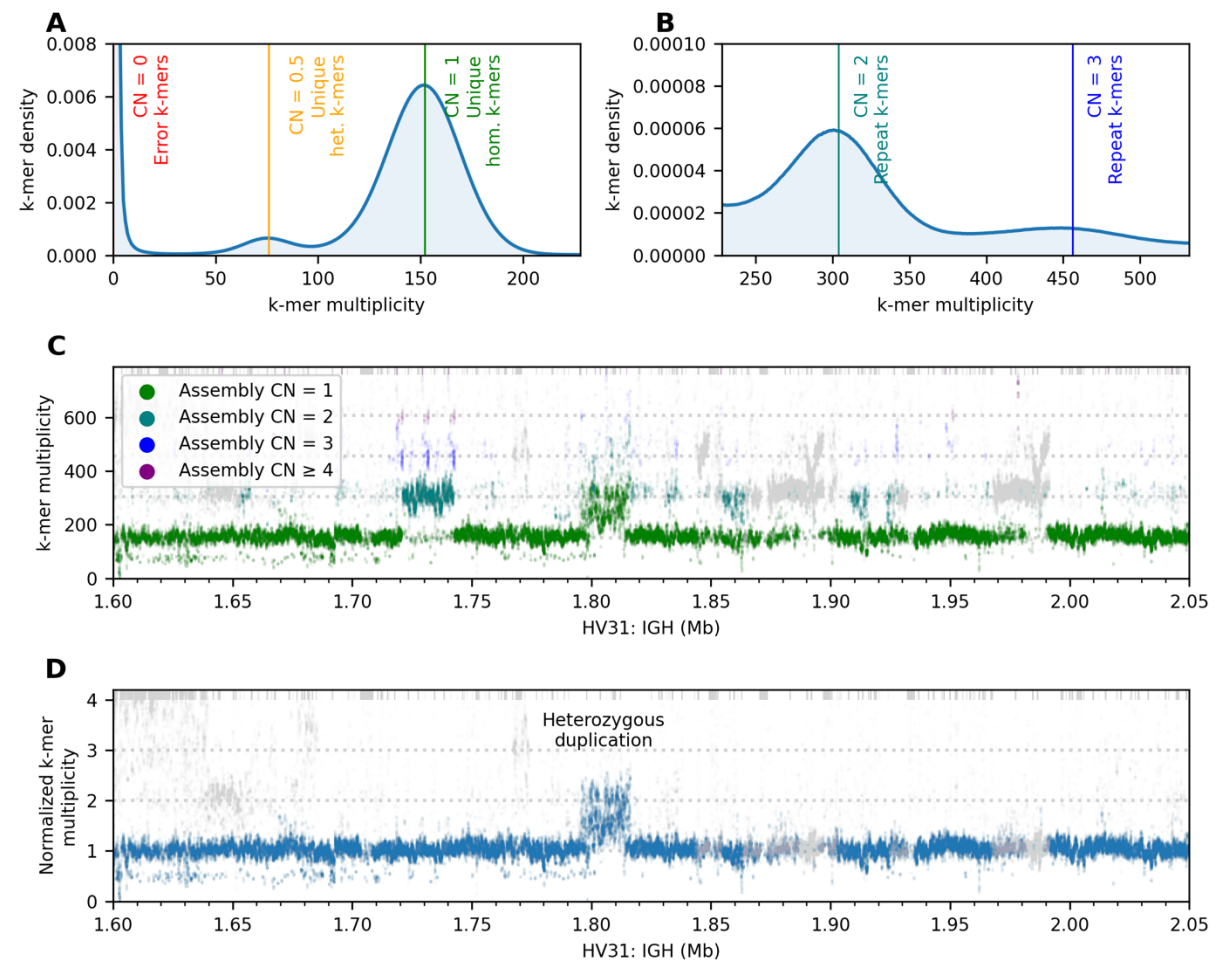 A
B
0.008
0.006
0.004
0.002
0.000
k-mer density
CN = 0
Error k-mers
CN = 0.5
Unique
het. k-mers
CN = 1
Unique
hom. k-mers
0 50 100 150 200
k-mer multiplicity
0.00010
0.00008
0.00006
0.00004
0.00002
0.00000
k-mer density
CN = 2
Repeat k-mers
CN = 3
Repeat k-mers
250 300 350 400 450 500
k-mer multiplicity
C
Assembly CN = 1
Assembly CN = 2
Assembly CN = 3
Assembly CN ≥ 4
600
400
200
0
k-mer multiplicity
1.60 1.65 1.70 1.75 1.80 1.85 1.90 1.95 2.00 2.05
HV31: IGH (Mb)
D
4
3
2
1
0
Normalized k-mer
multiplicity
Heterozygous
duplication
1.60 1.65 1.70 1.75 1.80 1.85 1.90 1.95 2.00 2.05
HV31: IGH (Mb)